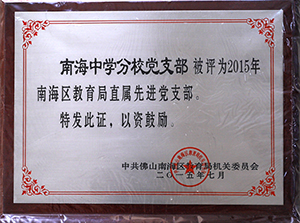 南海中学分校党支部 被评为2015年
南海区教育局直属先进党支部。
特发此证，以资鼓励。
中共佛山南海区教育局机关委员会
二〇一五年七月